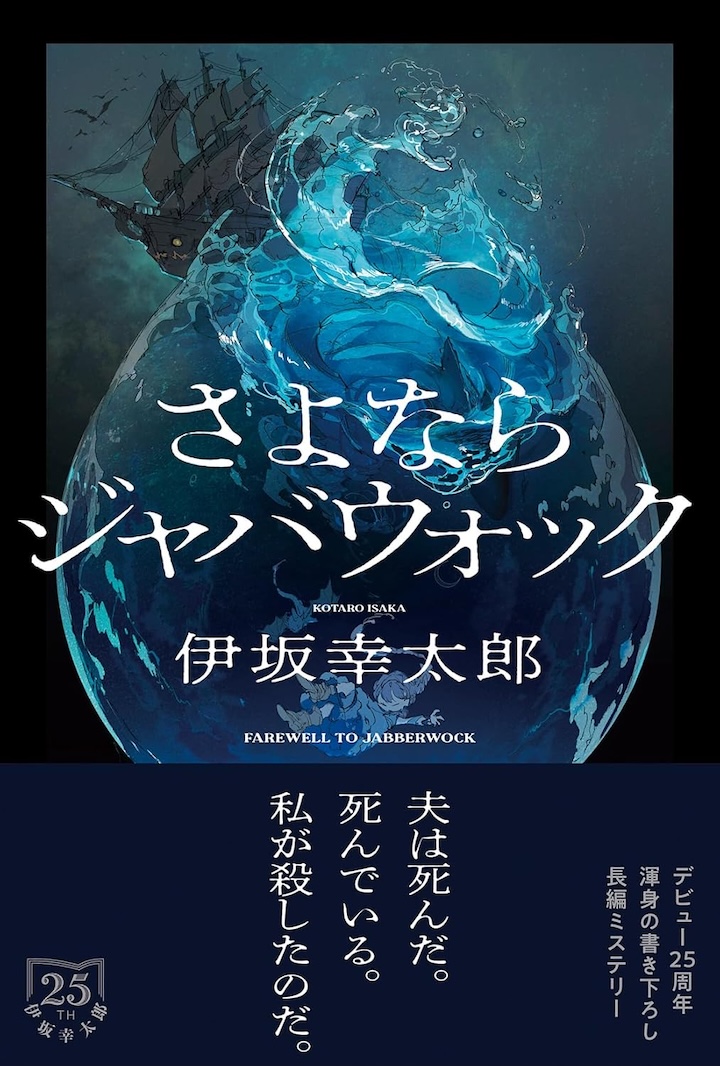 さよなら
ジャバウォック
KOTARO ISAKA
伊坂幸太郎
FAREWELL TO JABBERWOCK
夫は死んだ。
死んでいる。
私が殺したのだ。
デビュー25周年
渾身の書き下ろし
長編ミステリー
25
TH
伊坂幸太郎